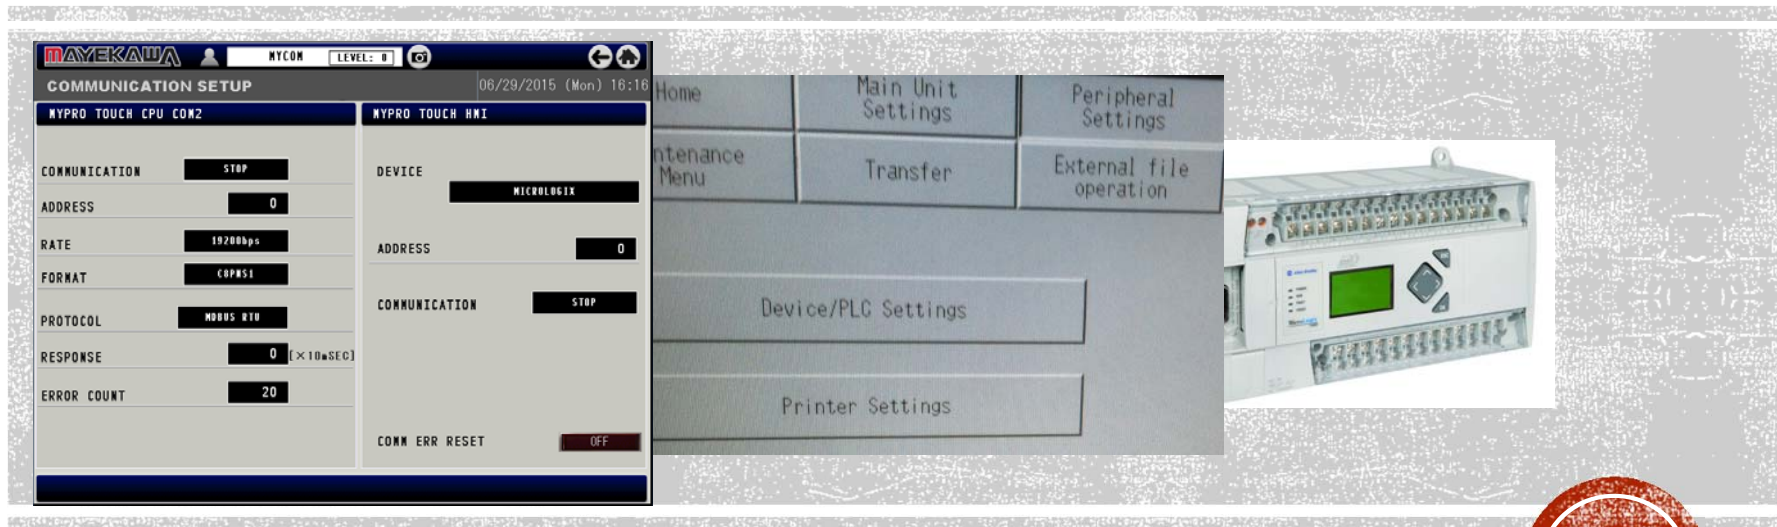 MAYEKAWA
MYCOM
LEVEL: 0
COMMUNICATION SETUP
06/29/2015 (Mon) 16:16
MYPRO TOUCH CPU COM2
COMMUNICATION STOP
ADDRESS 0
RATE 19200bps
FORMAT C8PNS1
PROTOCOL MDBUS RTU
RESPONSE 0 [×10mSEC]
ERROR COUNT 20
MYPRO TOUCH HMI
DEVICE
MICROLOGIX
ADDRESS 0
COMMUNICATION STOP
COMM ERR RESET OFF
Home
Main Unit
Settings
Peripheral
Settings
ntenance
Menu
Transfer
External file
operation
Device/PLC Settings
Printer Settings